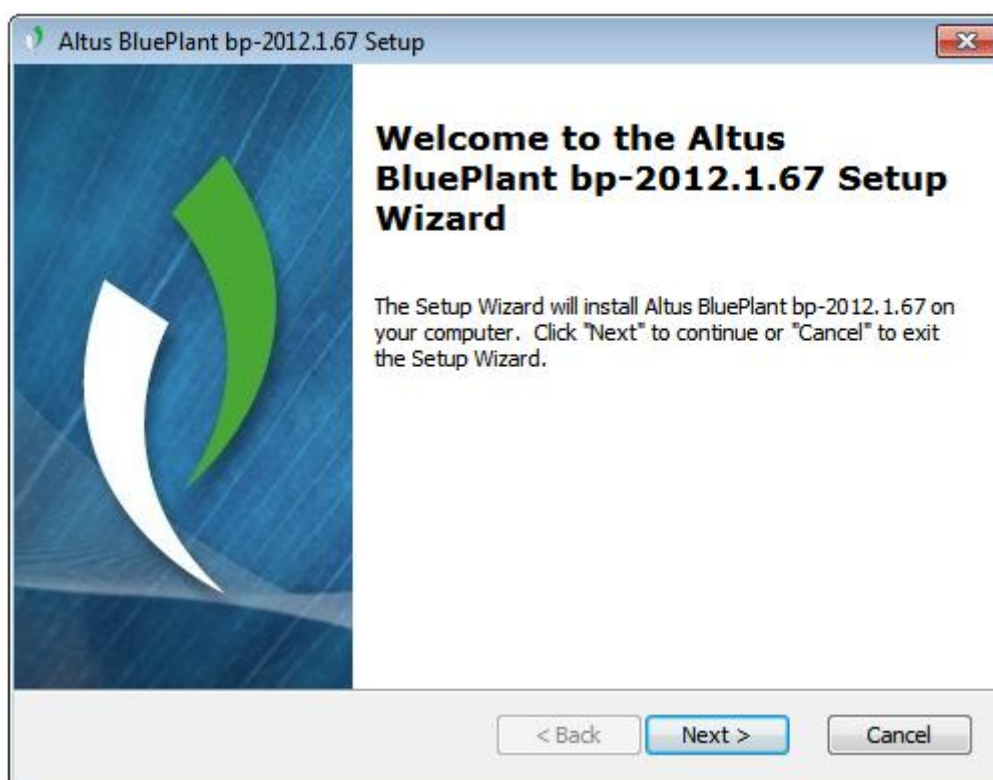 Altus BluePlant bp-2012.1.67 Setup
Welcome to the Altus
BluePlant bp-2012.1.67 Setup
Wizard
The Setup Wizard will install Altus BluePlant bp-2012.1.67 on
your computer.  Click "Next" to continue or "Cancel" to exit
the Setup Wizard.
< Back
Next >
Cancel